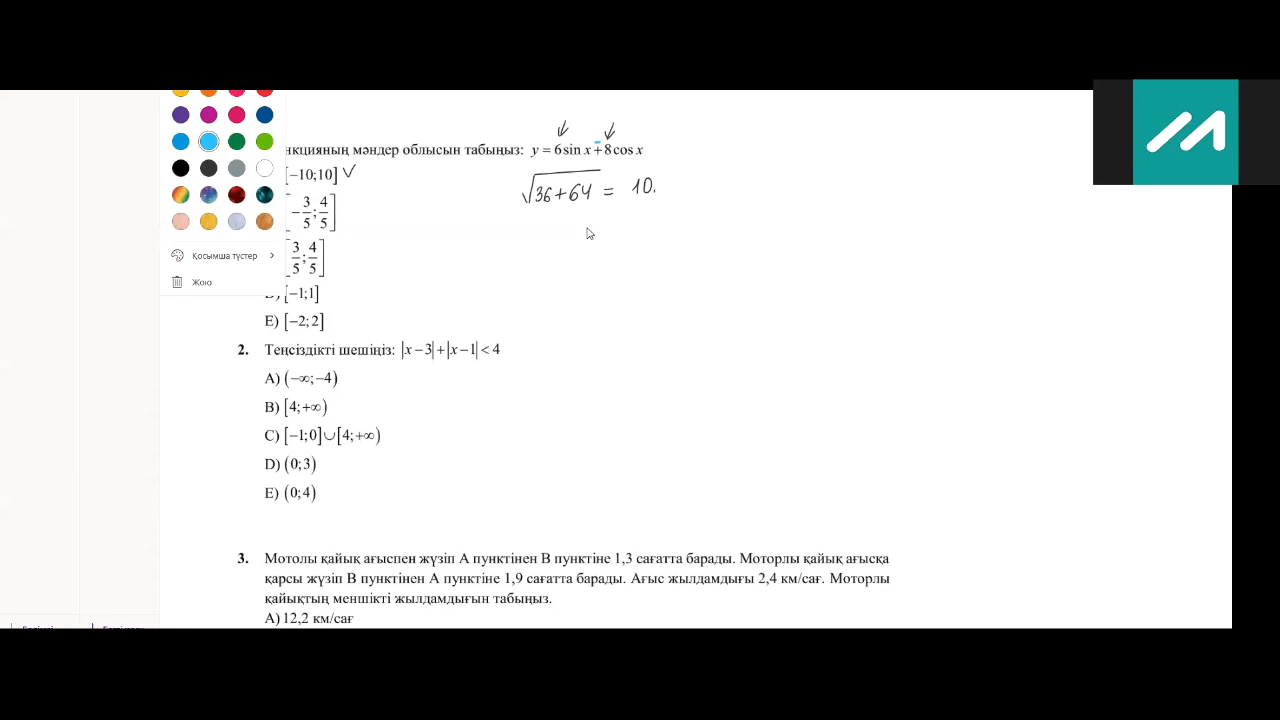 нкцияның мәндер облысын табыңыз: y = 6sin x + 8cos x
[−10;10] √
√36+64 = 10.
[−3/5; 4/5]
[3/5; 4/5]
Қосымша түстер
Жою
[−1;1]
E) [−2;2]
2. Теңсіздікті шешіңіз: |x−3|+|x−1|<4
A) (−∞;−4)
B) [4;+∞)
C) [−1;0]∪[4;+∞)
D) (0;3)
E) (0;4)
3. Мотолы қайық ағыспен жүзіп А пунктінен В пунктіне 1,3 сағатта барады. Моторлы қайық ағысқа
қарсы жүзіп В пунктінен А пунктіне 1,9 сағатта барады. Ағыс жылдамдығы 2,4 км/сағ. Моторлы
қайықтың меншікті жылдамдығын табыңыз.
A) 12,2 км/сағ